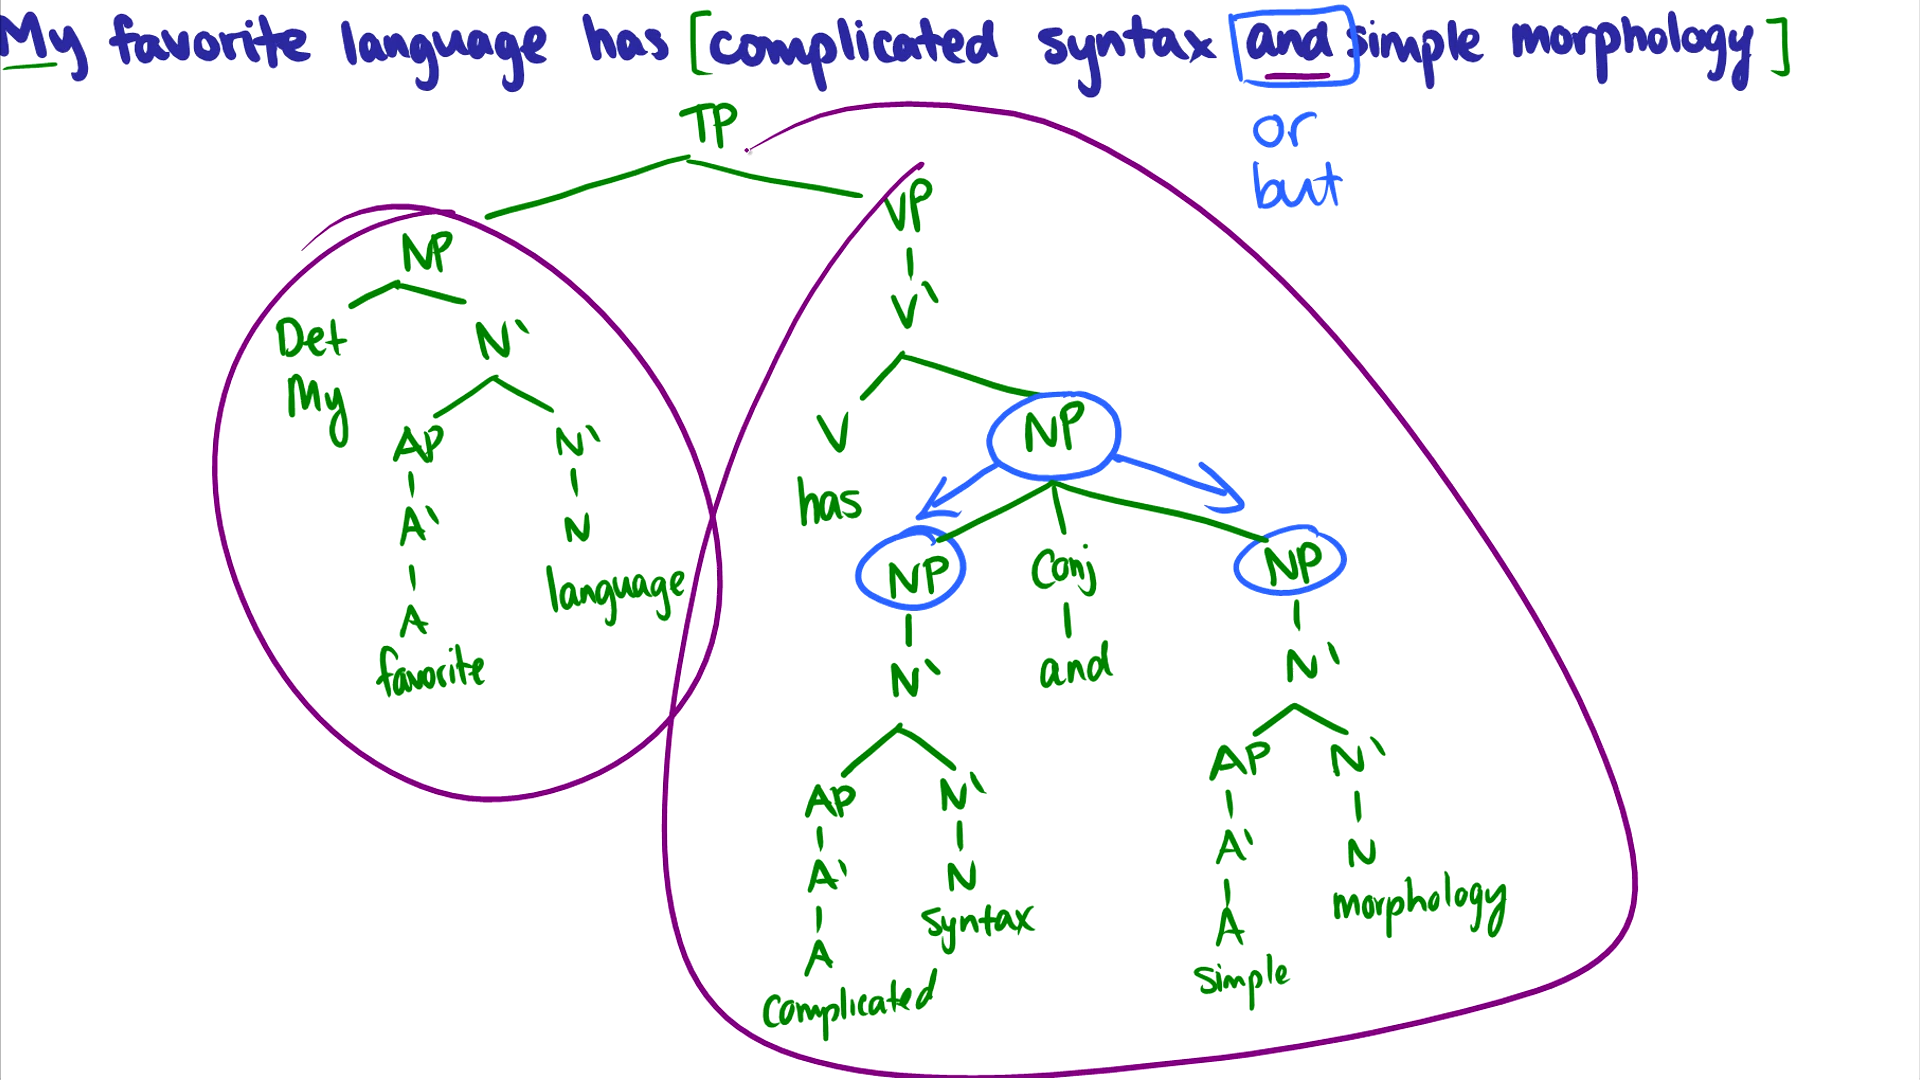 My favorite language has [complicated syntax and simple morphology]
or
but
TP
NP
VP
Det
N'
V'
My
AP
N'
V
NP
A'
N
has
NP
Conj
NP
A
language
N'
and
N'
favorite
AP
N'
AP
N'
A'
N
A'
N
A
syntax
A
morphology
Complicated
Simple